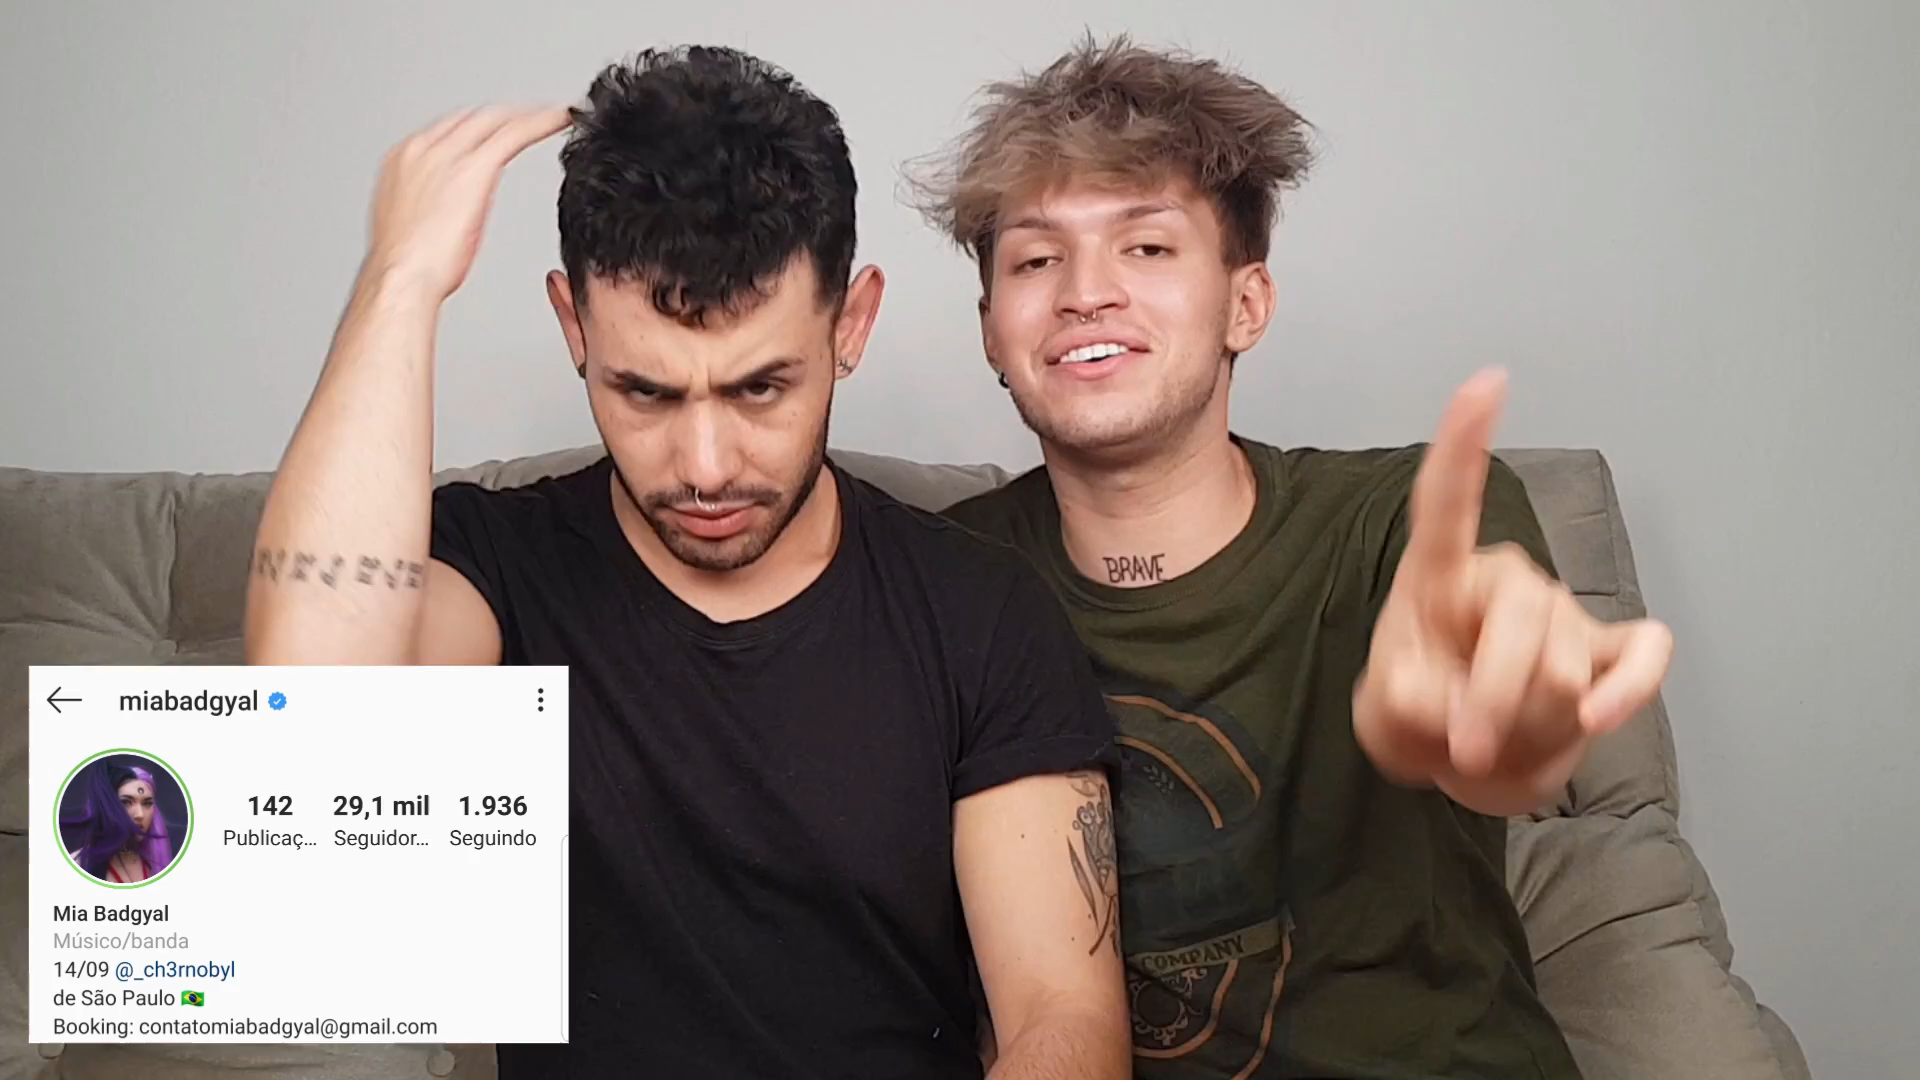 BRAVE
COMPANY
miabadgyal
142 29,1 mil 1.936
Publicaç... Seguidor... Seguindo
Mia Badgyal
Músico/banda
14/09 @_ch3rnobyl
de São Paulo 🇧🇷
Booking: contatomiabadgyal@gmail.com